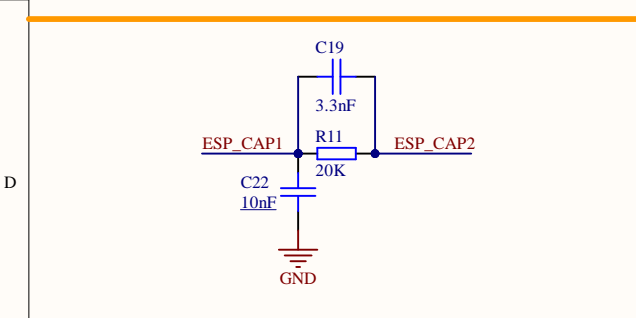 C19
3.3nF
ESP_CAP1
R11
ESP_CAP2
20K
D
C22
10nF
GND